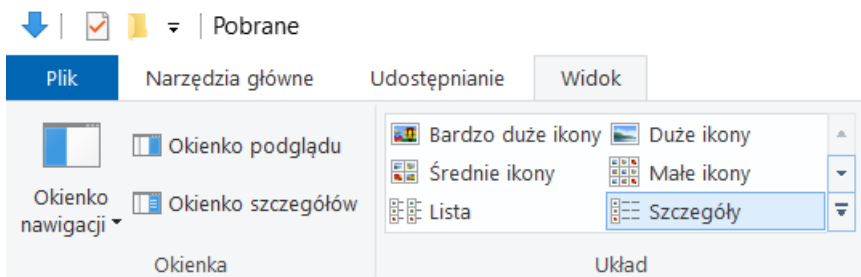 Pobrane
Plik Narzędzia główne Udostępnianie Widok
Okienko nawigacji
Okienko podglądu
Okienko szczegółów
Okienka
Bardzo duże ikony Duże ikony
Średnie ikony Małe ikony
Lista Szczegóły
Układ